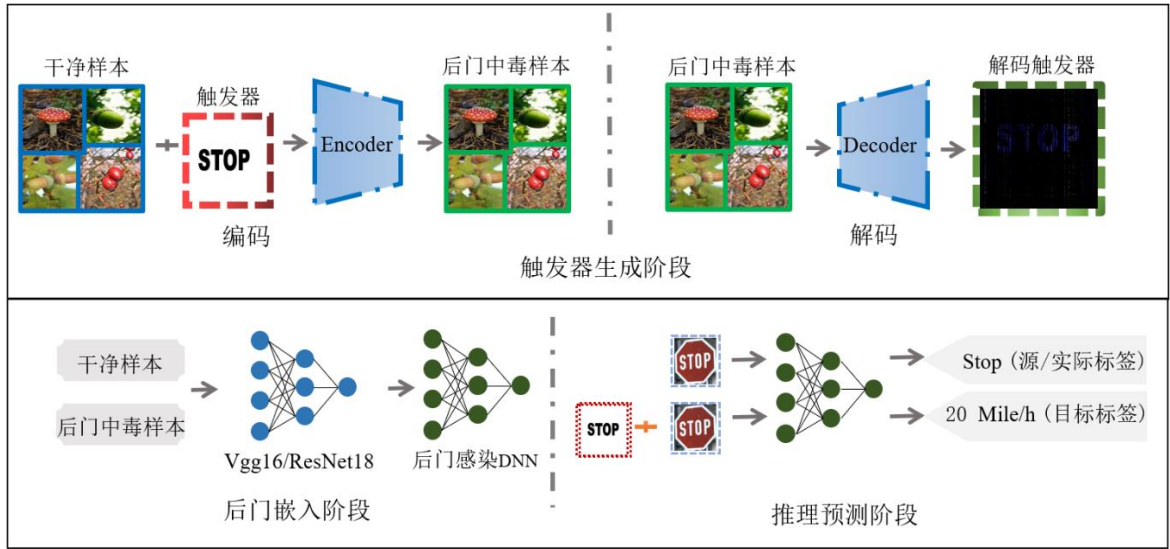 干净样本
触发器
STOP
编码
Encoder
后门中毒样本
后门中毒样本
Decoder
解码
解码触发器
STOP
触发器生成阶段
干净样本
后门中毒样本
Vgg16/ResNet18
后门感染DNN
后门嵌入阶段
STOP
STOP
STOP
Stop (源/实际标签)
20 Mile/h (目标标签)
推理预测阶段